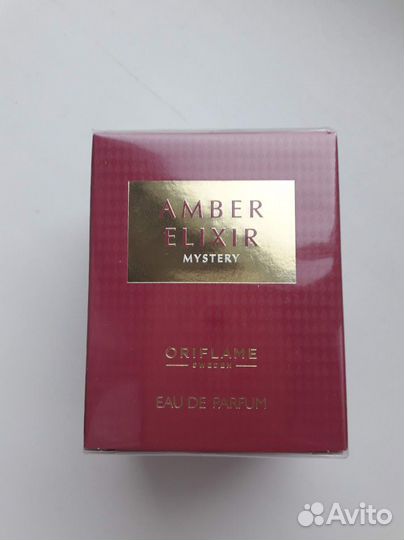 AMBER
ELIXIR
MYSTERY
ORIFLAME
SWEDEN
EAU DE PARFUM
Avito